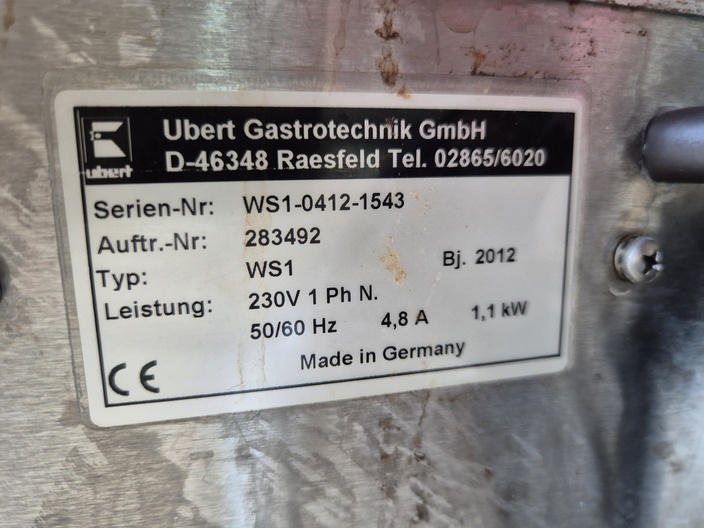 Ubert Gastrotechnik GmbH
D-46348 Raesfeld Tel. 02865/6020
ubert
Serien-Nr: WS1-0412-1543
Auftr.-Nr: 283492
Typ: WS1 Bj. 2012
Leistung: 230V 1 Ph N.
50/60 Hz 4,8 A 1,1 kW
Made in Germany
CE